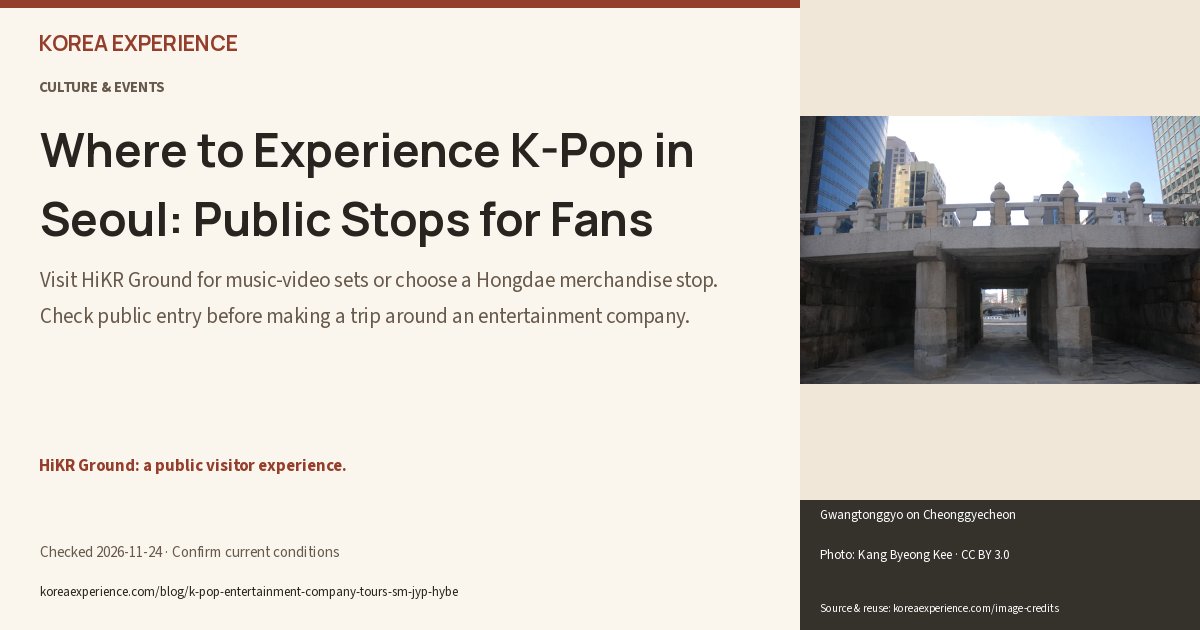 KOREA EXPERIENCE
CULTURE & EVENTS
Where to Experience K-Pop in
Seoul: Public Stops for Fans
Visit HiKR Ground for music-video sets or choose a Hongdae merchandise stop.
Check public entry before making a trip around an entertainment company.
HiKR Ground: a public visitor experience.
Checked 2026-11-24 · Confirm current conditions
koreaexperience.com/blog/k-pop-entertainment-company-tours-sm-jyp-hybe
Gwangtonggyo on Cheonggyecheon
Photo: Kang Byeong Kee · CC BY 3.0
Source & reuse: koreaexperience.com/image-credits